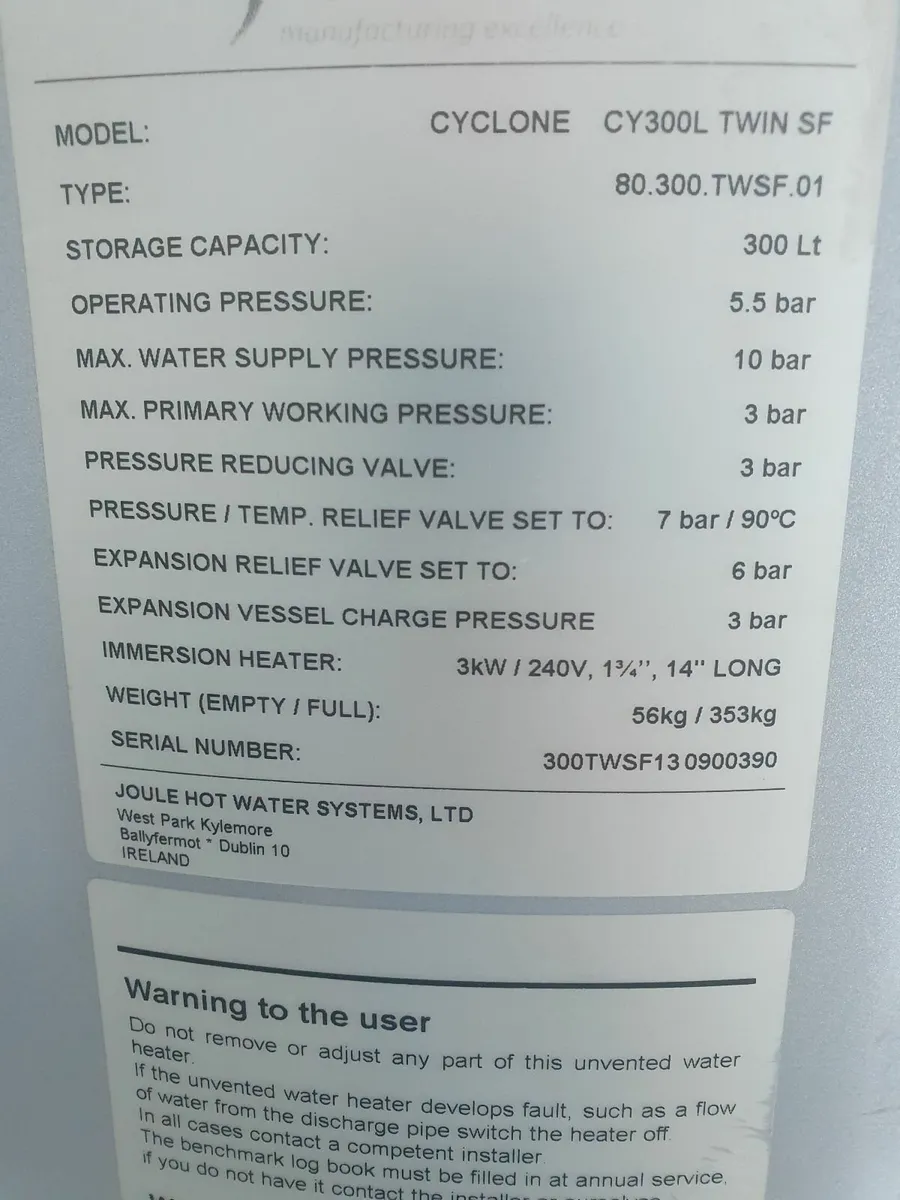 manufacturing excellence
MODEL: CYCLONE CY300L TWIN SF
TYPE: 80.300.TWSF.01
STORAGE CAPACITY: 300 Lt
OPERATING PRESSURE: 5.5 bar
MAX. WATER SUPPLY PRESSURE: 10 bar
MAX. PRIMARY WORKING PRESSURE: 3 bar
PRESSURE REDUCING VALVE: 3 bar
PRESSURE / TEMP. RELIEF VALVE SET TO: 7 bar / 90ºC
EXPANSION RELIEF VALVE SET TO: 6 bar
EXPANSION VESSEL CHARGE PRESSURE 3 bar
IMMERSION HEATER: 3kW / 240V, 1¾’’, 14" LONG
WEIGHT (EMPTY / FULL): 56kg / 353kg
SERIAL NUMBER: 300TWSF13 0900390
JOULE HOT WATER SYSTEMS, LTD
West Park Kylemore
Ballyfermot * Dublin 10
IRELAND
Warning to the user
Do not remove or adjust any part of this unvented water
heater.
If the unvented water heater develops fault, such as a flow
of water from the discharge pipe switch the heater off.
In all cases contact a competent installer.
The benchmark log book must be filled in at annual service,
if you do not have it contact the installer or